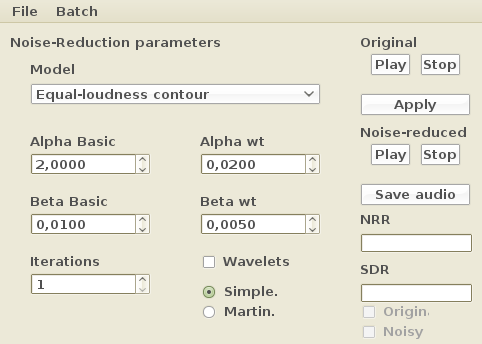 File Batch
Noise-Reduction parameters
Model
Equal-loudness contour
Alpha Basic
2,0000
Alpha wt
0,0200
Beta Basic
0,0100
Beta wt
0,0050
Iterations
1
Wavelets
Simple.
Martin.
Original
Play Stop
Apply
Noise-reduced
Play Stop
Save audio
NRR
SDR
Origin.
Noisy